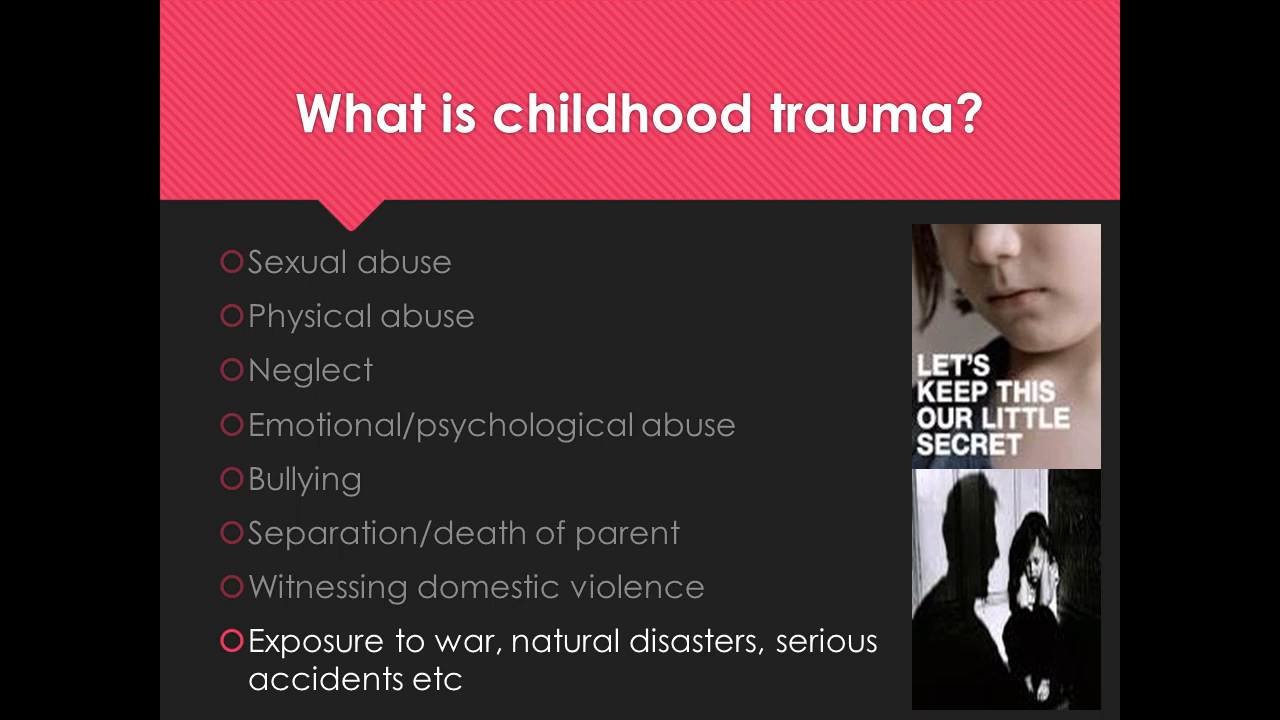 What is childhood trauma?
Sexual abuse
Physical abuse
Neglect
Emotional/psychological abuse
Bullying
Separation/death of parent
Witnessing domestic violence
Exposure to war, natural disasters, serious
accidents etc
LET'S
KEEP THIS
OUR LITTLE
SECRET